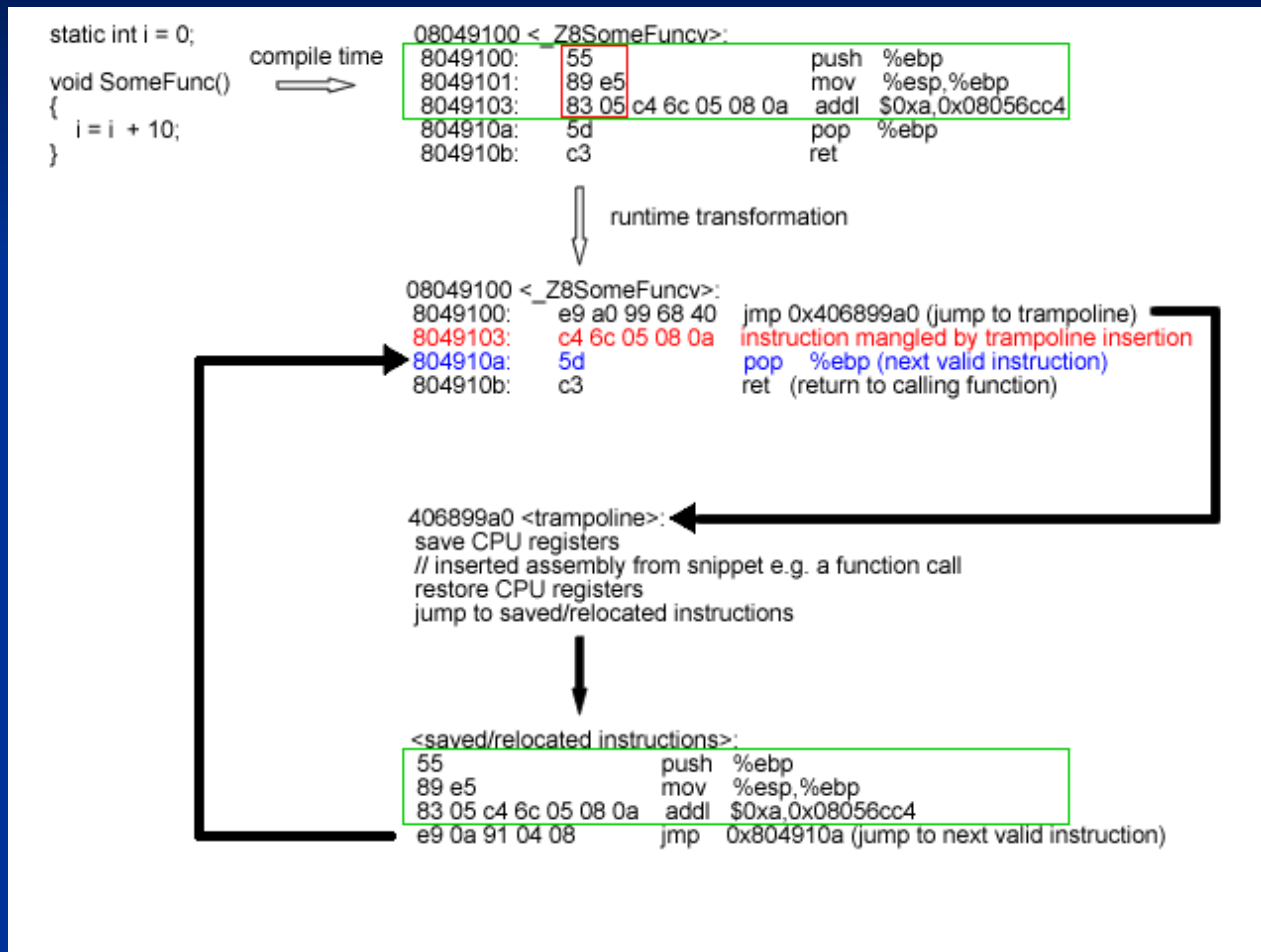 static int i = 0;
void SomeFunc()
{
i = i + 10;
}
compile time
08049100 <_Z8SomeFuncv>:
8049100: 55 push %ebp
8049101: 89 e5 mov %esp,%ebp
8049103: 83 05 c4 6c 05 08 0a addl $0xa,0x08056cc4
804910a: 5d pop %ebp
804910b: c3 ret
runtime transformation
08049100 <_Z8SomeFuncv>:
8049100: e9 a0 99 68 40 jmp 0x406899a0 (jump to trampoline)
8049103: c4 6c 05 08 0a instruction mangled by trampoline insertion
804910a: 5d pop %ebp (next valid instruction)
804910b: c3 ret (return to calling function)
406899a0 <trampoline>:
save CPU registers
// inserted assembly from snippet e.g. a function call
restore CPU registers
jump to saved/relocated instructions
<saved/relocated instructions>:
55 push %ebp
89 e5 mov %esp,%ebp
83 05 c4 6c 05 08 0a addl $0xa,0x08056cc4
e9 0a 91 04 08 jmp 0x804910a (jump to next valid instruction)